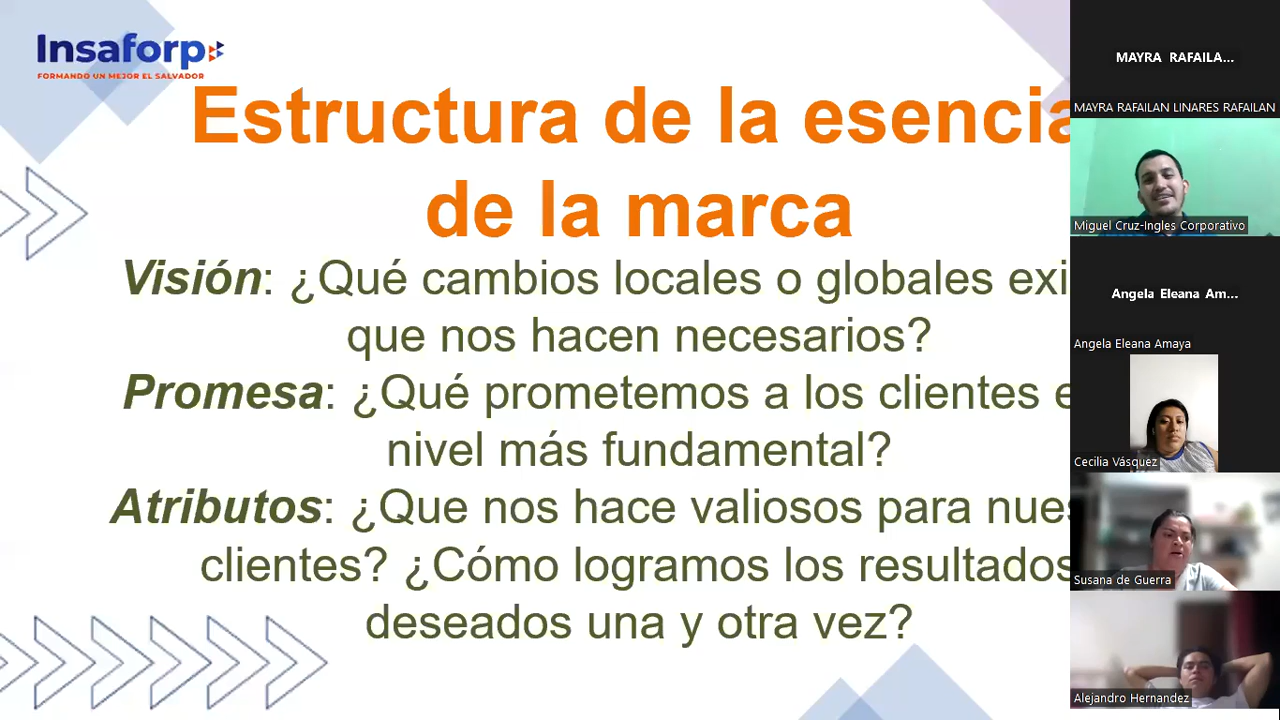 Insaforp
FORMANDO UN MEJOR EL SALVADOR
Estructura de la esencia
de la marca
Visión: ¿Qué cambios locales o globales exi
que nos hacen necesarios?
Promesa: ¿Qué prometemos a los clientes e
nivel más fundamental?
Atributos: ¿Que nos hace valiosos para nues
clientes? ¿Cómo logramos los resultados
deseados una y otra vez?
MAYRA RAFAILA...
MAYRA RAFAILAN LINARES RAFAILAN
Miguel Cruz-Ingles Corporativo
Angela Eleana Am...
Angela Eleana Amaya
Cecilia Vásquez
Susana de Guerra
Alejandro Hernandez